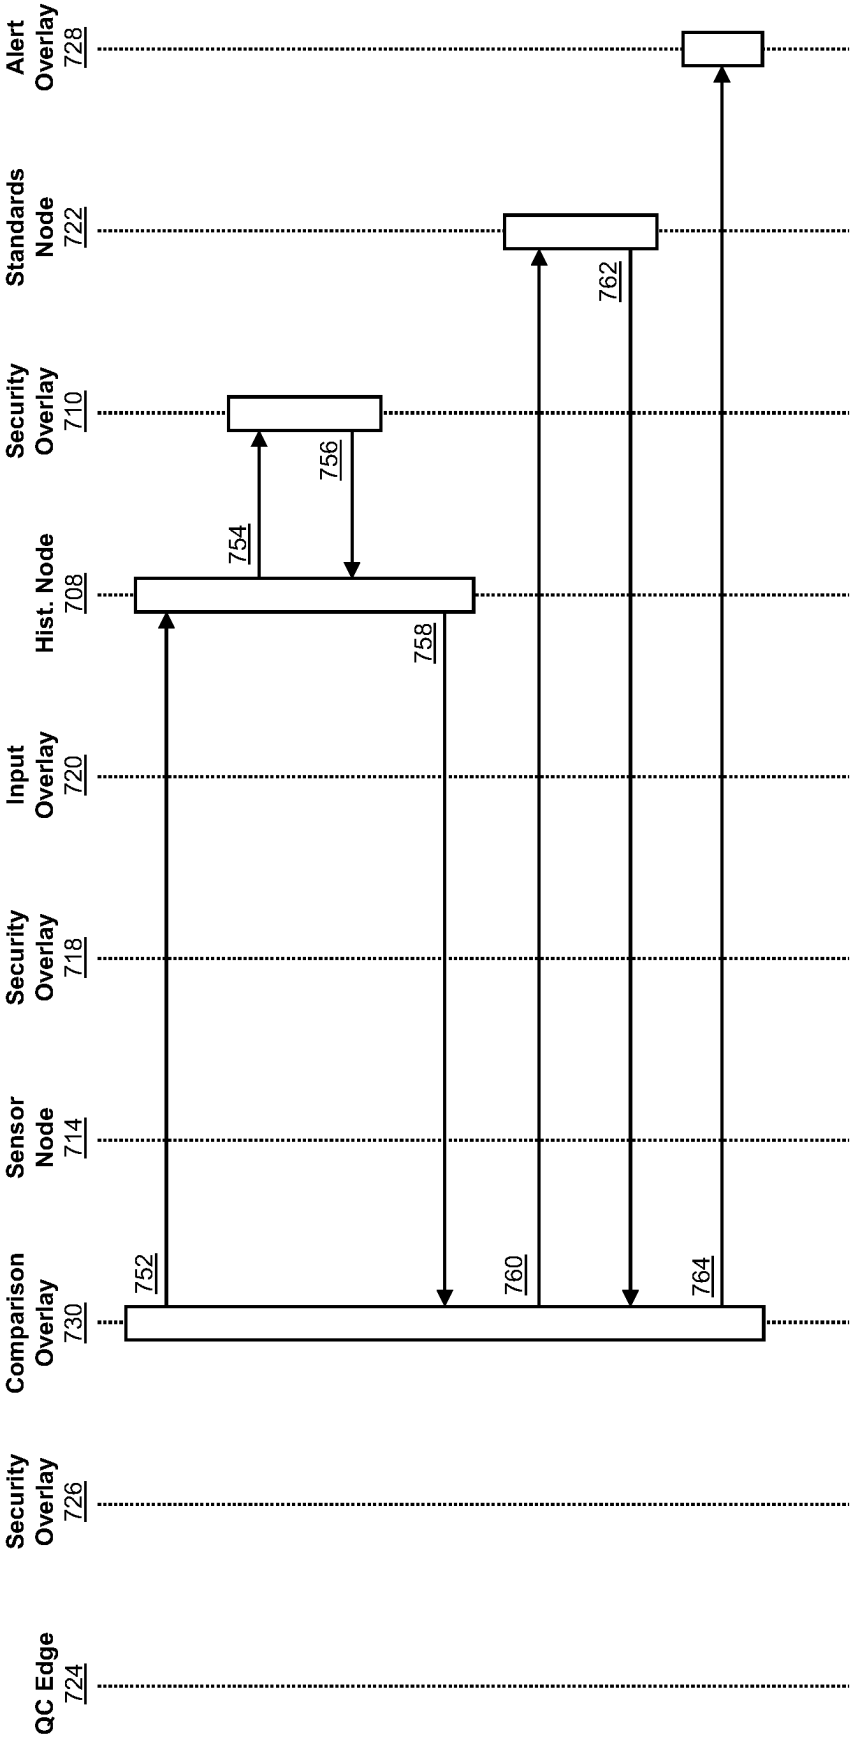 QC Edge
724
Security
Overlay
726
Comparison
Overlay
730
Sensor
Node
714
Security
Overlay
718
Input
Overlay
720
Hist. Node
708
Security
Overlay
710
Standards
Node
722
Alert
Overlay
728
752
754
756
758
760
762
764